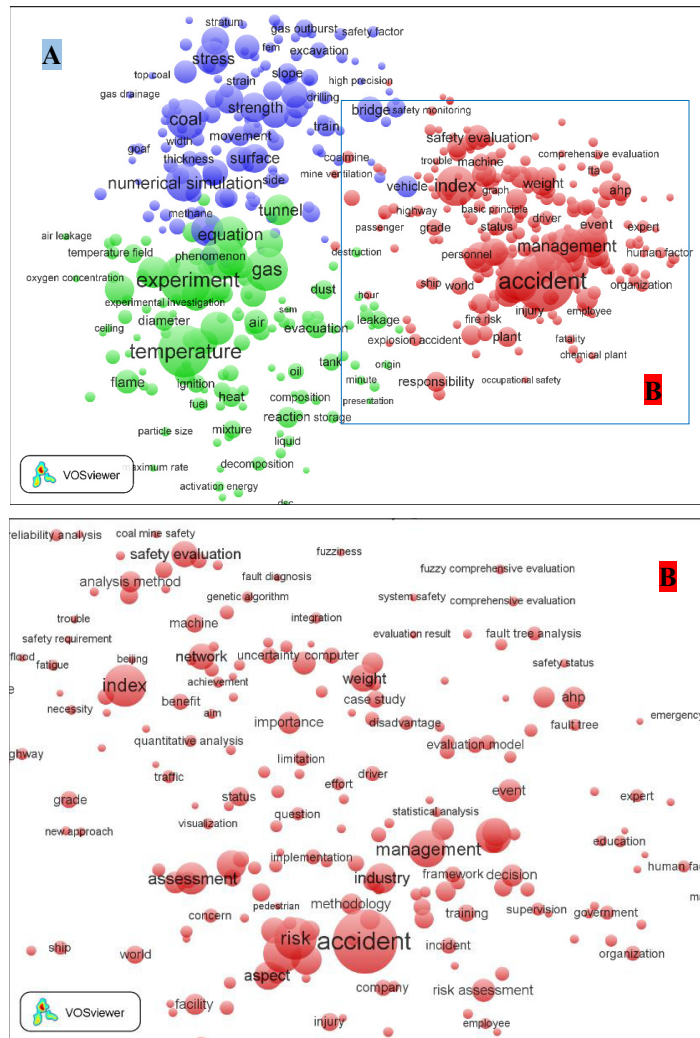 stratum
gas outburst
safety factor
A
fem
stress
excavation
top coal
strain
slope
high precision
gas drainage
drilling
bridge
safety monitoring
strength
coal
train
safety evaluation
width
movement
coalmine
trouble
machine
comprehensive evaluation
goaf
thickness
surface
mine ventilation
fta
numerical simulation
side
vehicle
index
graph
weight
ahp
methane
tunnel
highway
basic principle
driver
event
expert
air leakage
equation
passenger
grade
status
management
temperature field
phenomenon
destruction
personnel
human factor
oxygen concentration
experiment
gas
accident
experimental investigation
dust
hour
ship
world
organization
diameter
sem
leakage
injury
employee
ceiling
air
evacuation
fire risk
explosion accident
plant
fatality
temperature
tank
origin
chemical plant
flame
ignition
heat
oil
minute
responsibility
occupational safety
B
fuel
composition
presentation
reaction
storage
particle size
mixture
liquid
maximum rate
decomposition
VOSviewer
activation energy
dsc
reliability analysis
coal mine safety
safety evaluation
fuzziness
B
analysis method
fault diagnosis
fuzzy comprehensive evaluation
genetic algorithm
system safety
comprehensive evaluation
trouble
machine
integration
safety requirement
evaluation result
fault tree analysis
flood
fatigue
beijing
network
uncertainty
computer
safety status
index
achievement
weight
necessity
benefit
case study
ahp
aim
importance
disadvantage
fault tree
emergency
highway
quantitative analysis
evaluation model
limitation
traffic
effort
driver
grade
status
event
expert
new approach
visualization
question
statistical analysis
management
education
assessment
implementation
industry
framework
decision
human fac
pedestrian
methodology
concern
training
supervision
government
risk
accident
ship
world
incident
organization
aspect
company
risk assessment
facility
VOSviewer
injury
employee